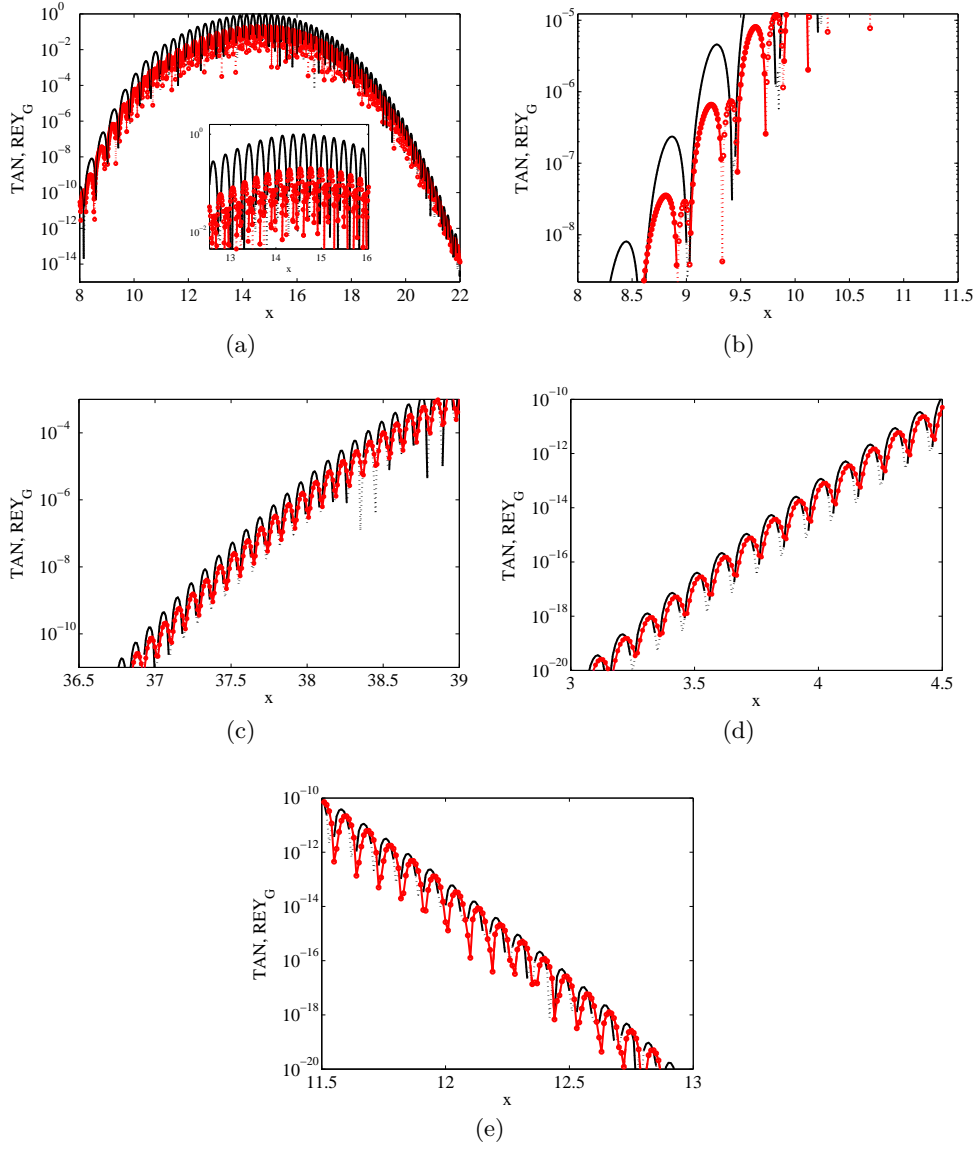 10^0
10^-2
10^-4
10^-6
10^-8
10^-10
10^-12
10^-14
TAN, REY_G
8 10 12 14 16 18 20 22
x
10^0
10^-2
13 14 15 16
x
(a)
10^-5
10^-6
10^-7
10^-8
TAN, REY_G
8 8.5 9 9.5 10 10.5 11 11.5
x
(b)
10^-4
10^-6
10^-8
10^-10
TAN, REY_G
36.5 37 37.5 38 38.5 39
x
(c)
10^-10
10^-12
10^-14
10^-16
10^-18
10^-20
TAN, REY_G
3 3.5 4 4.5
x
(d)
10^-10
10^-12
10^-14
10^-16
10^-18
10^-20
TAN, REY_G
11.5 12 12.5 13
x
(e)